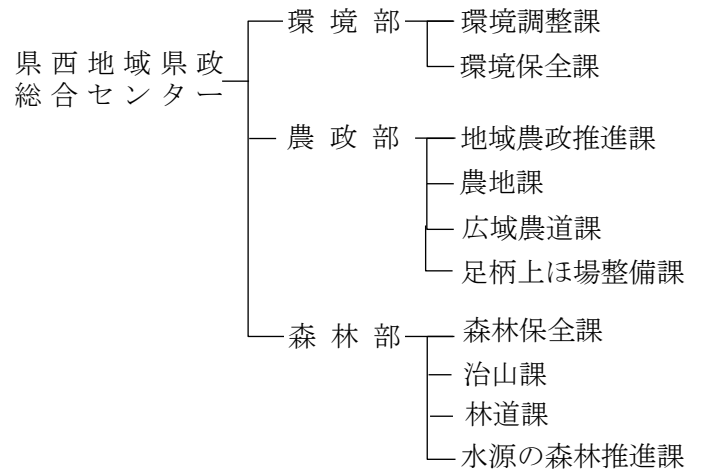 県西地域県政
総合センター
環境部
環境調整課
環境保全課
農政部
地域農政推進課
農地課
広域農道課
足柄上ほ場整備課
森林部
森林保全課
治山課
林道課
水源の森林推進課